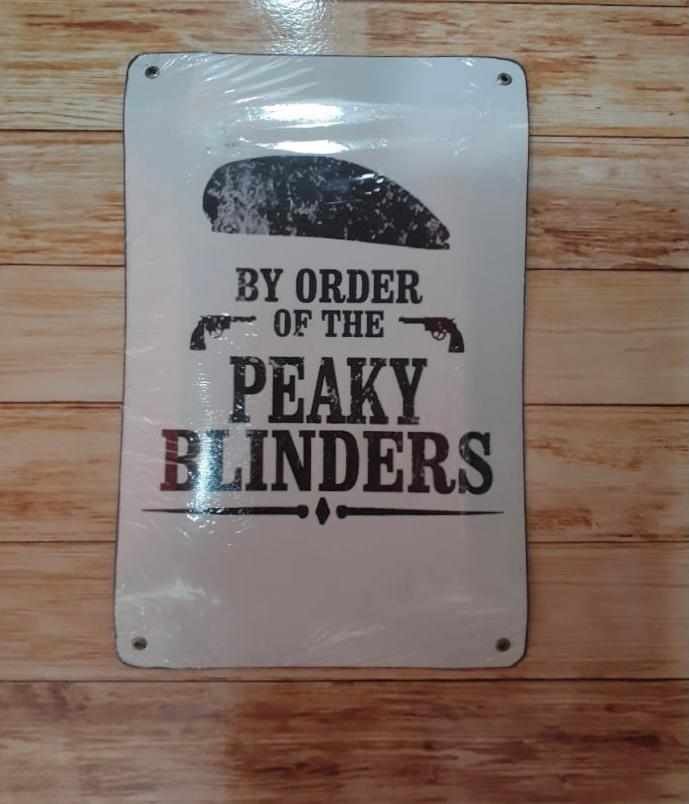 BY ORDER
OF THE
PEAKY
BLINDERS